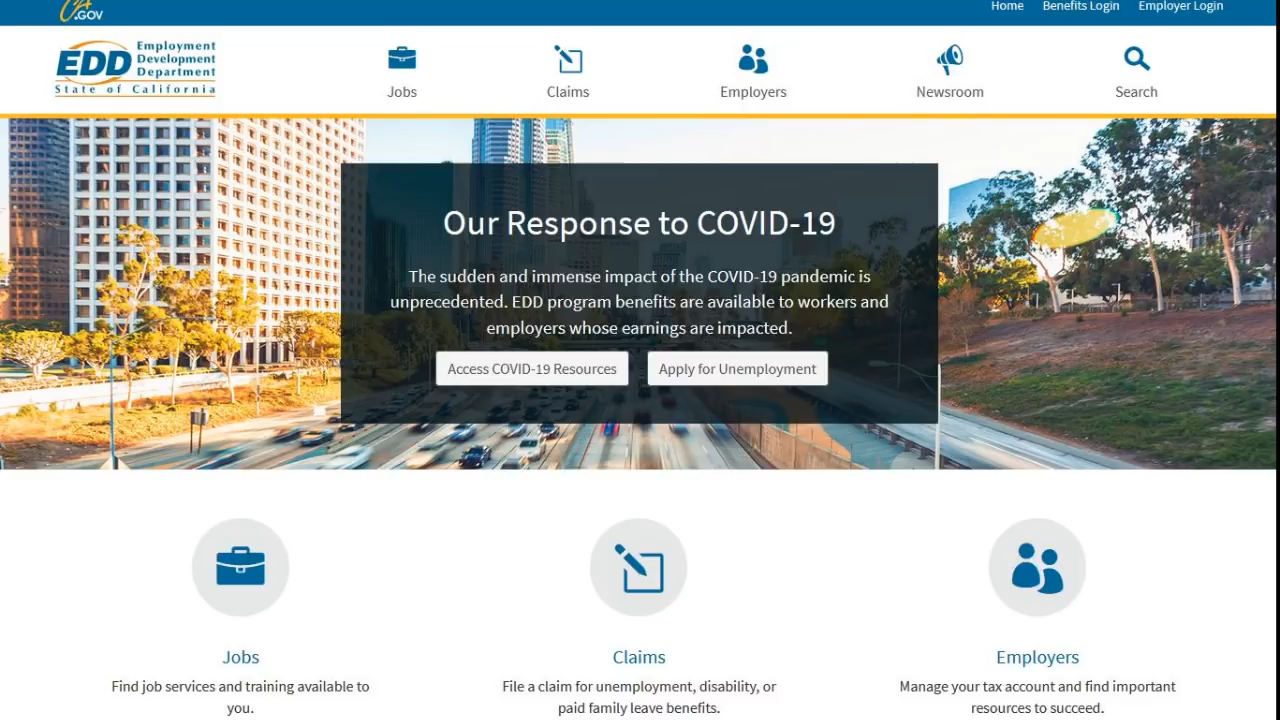 CA.GOV
Home Benefits Login Employer Login
EDD Employment
Development
Department
State of California
Jobs Claims Employers Newsroom Search
Our Response to COVID-19
The sudden and immense impact of the COVID-19 pandemic is
unprecedented. EDD program benefits are available to workers and
employers whose earnings are impacted.
Access COVID-19 Resources Apply for Unemployment
Jobs
Find job services and training available to
you.
Claims
File a claim for unemployment, disability, or
paid family leave benefits.
Employers
Manage your tax account and find important
resources to succeed.